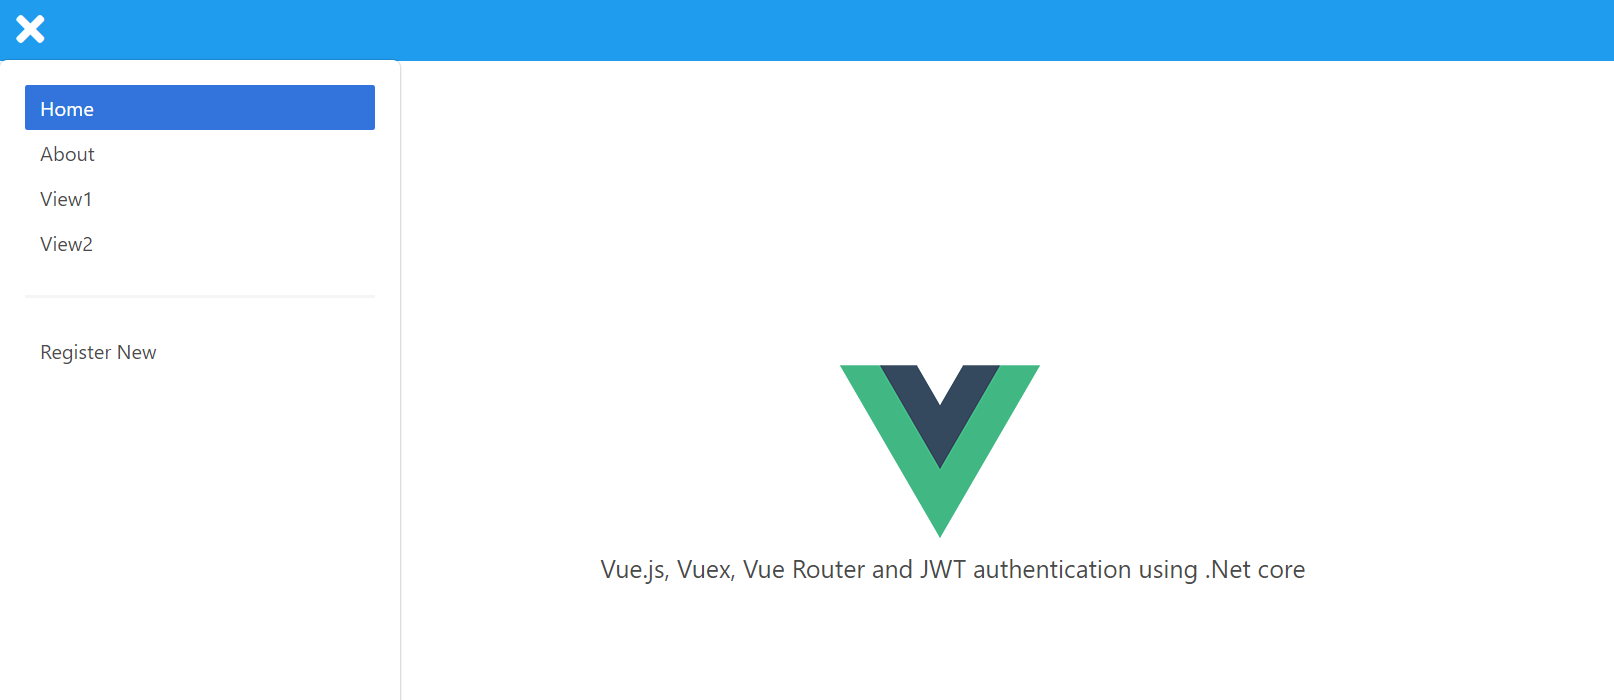 Home
About
View1
View2
Register New
Vue.js, Vuex, Vue Router and JWT authentication using .Net core